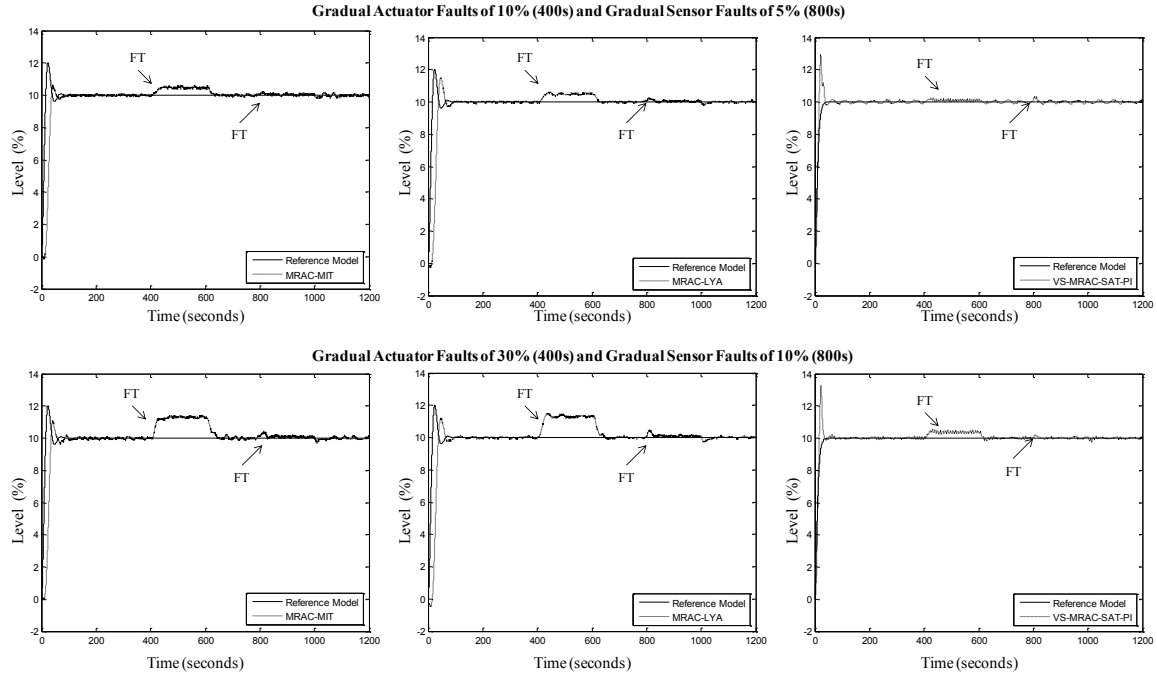 Gradual Actuator Faults of 10% (400s) and Gradual Sensor Faults of 5% (800s)
14
12
10
8
6
4
2
0
-2
Level (%)
FT
FT
Reference Model
MRAC-MIT
0 200 400 600 800 1000 1200
Time (seconds)
14
12
10
8
6
4
2
0
-2
Level (%)
FT
FT
Reference Model
MRAC-LYA
0 200 400 600 800 1000 1200
Time (seconds)
14
12
10
8
6
4
2
0
-2
Level (%)
FT
FT
Reference Model
VS-MRAC-SAT-PI
0 200 400 600 800 1000 1200
Time (seconds)
Gradual Actuator Faults of 30% (400s) and Gradual Sensor Faults of 10% (800s)
14
12
10
8
6
4
2
0
-2
Level (%)
FT
FT
Reference Model
MRAC-MIT
0 200 400 600 800 1000 1200
Time (seconds)
14
12
10
8
6
4
2
0
-2
Level (%)
FT
FT
Reference Model
MRAC-LYA
0 200 400 600 800 1000 1200
Time (seconds)
14
12
10
8
6
4
2
0
-2
Level (%)
FT
FT
Reference Model
VS-MRAC-SAT-PI
0 200 400 600 800 1000 1200
Time (seconds)